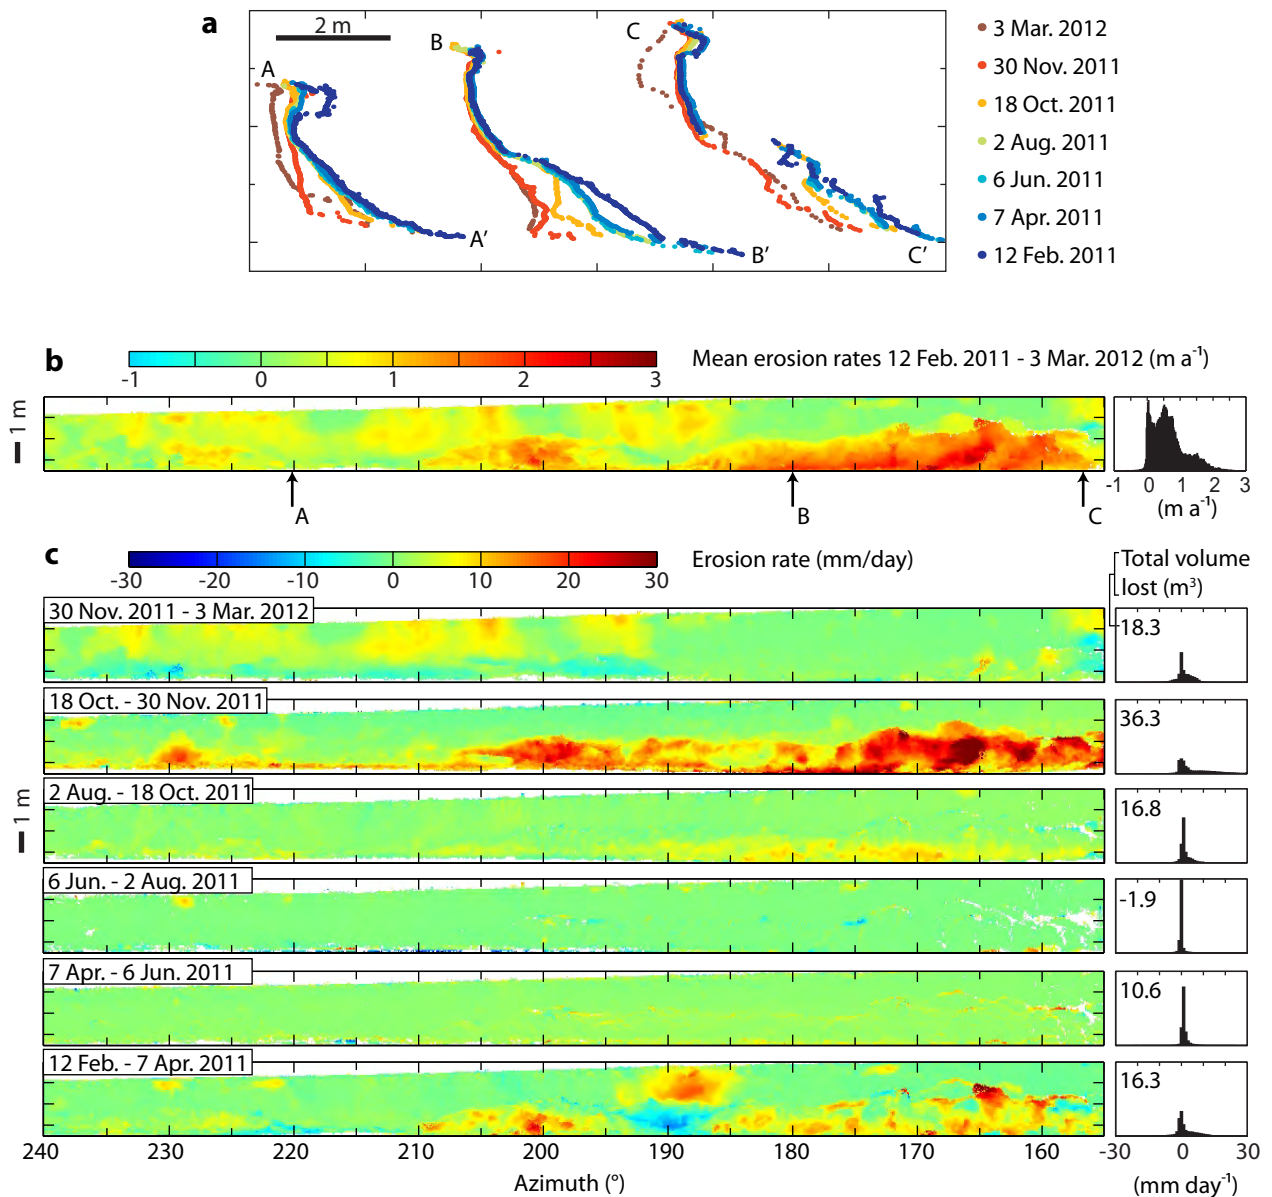 a
2 m
A
B
C
A'
B'
C'
3 Mar. 2012
30 Nov. 2011
18 Oct. 2011
2 Aug. 2011
6 Jun. 2011
7 Apr. 2011
12 Feb. 2011
b
-1 0 1 2 3
Mean erosion rates 12 Feb. 2011 - 3 Mar. 2012 (m a⁻¹)
1 m
A B C
-1 0 1 2 3
(m a⁻¹)
c
-30 -20 -10 0 10 20 30
Erosion rate (mm/day)
Total volume
lost (m³)
30 Nov. 2011 - 3 Mar. 2012
18.3
18 Oct. - 30 Nov. 2011
36.3
1 m
2 Aug. - 18 Oct. 2011
16.8
6 Jun. - 2 Aug. 2011
-1.9
7 Apr. - 6 Jun. 2011
10.6
12 Feb. - 7 Apr. 2011
16.3
240 230 220 210 200 190 180 170 160
-30 0 30
Azimuth (°)
(mm day⁻¹)